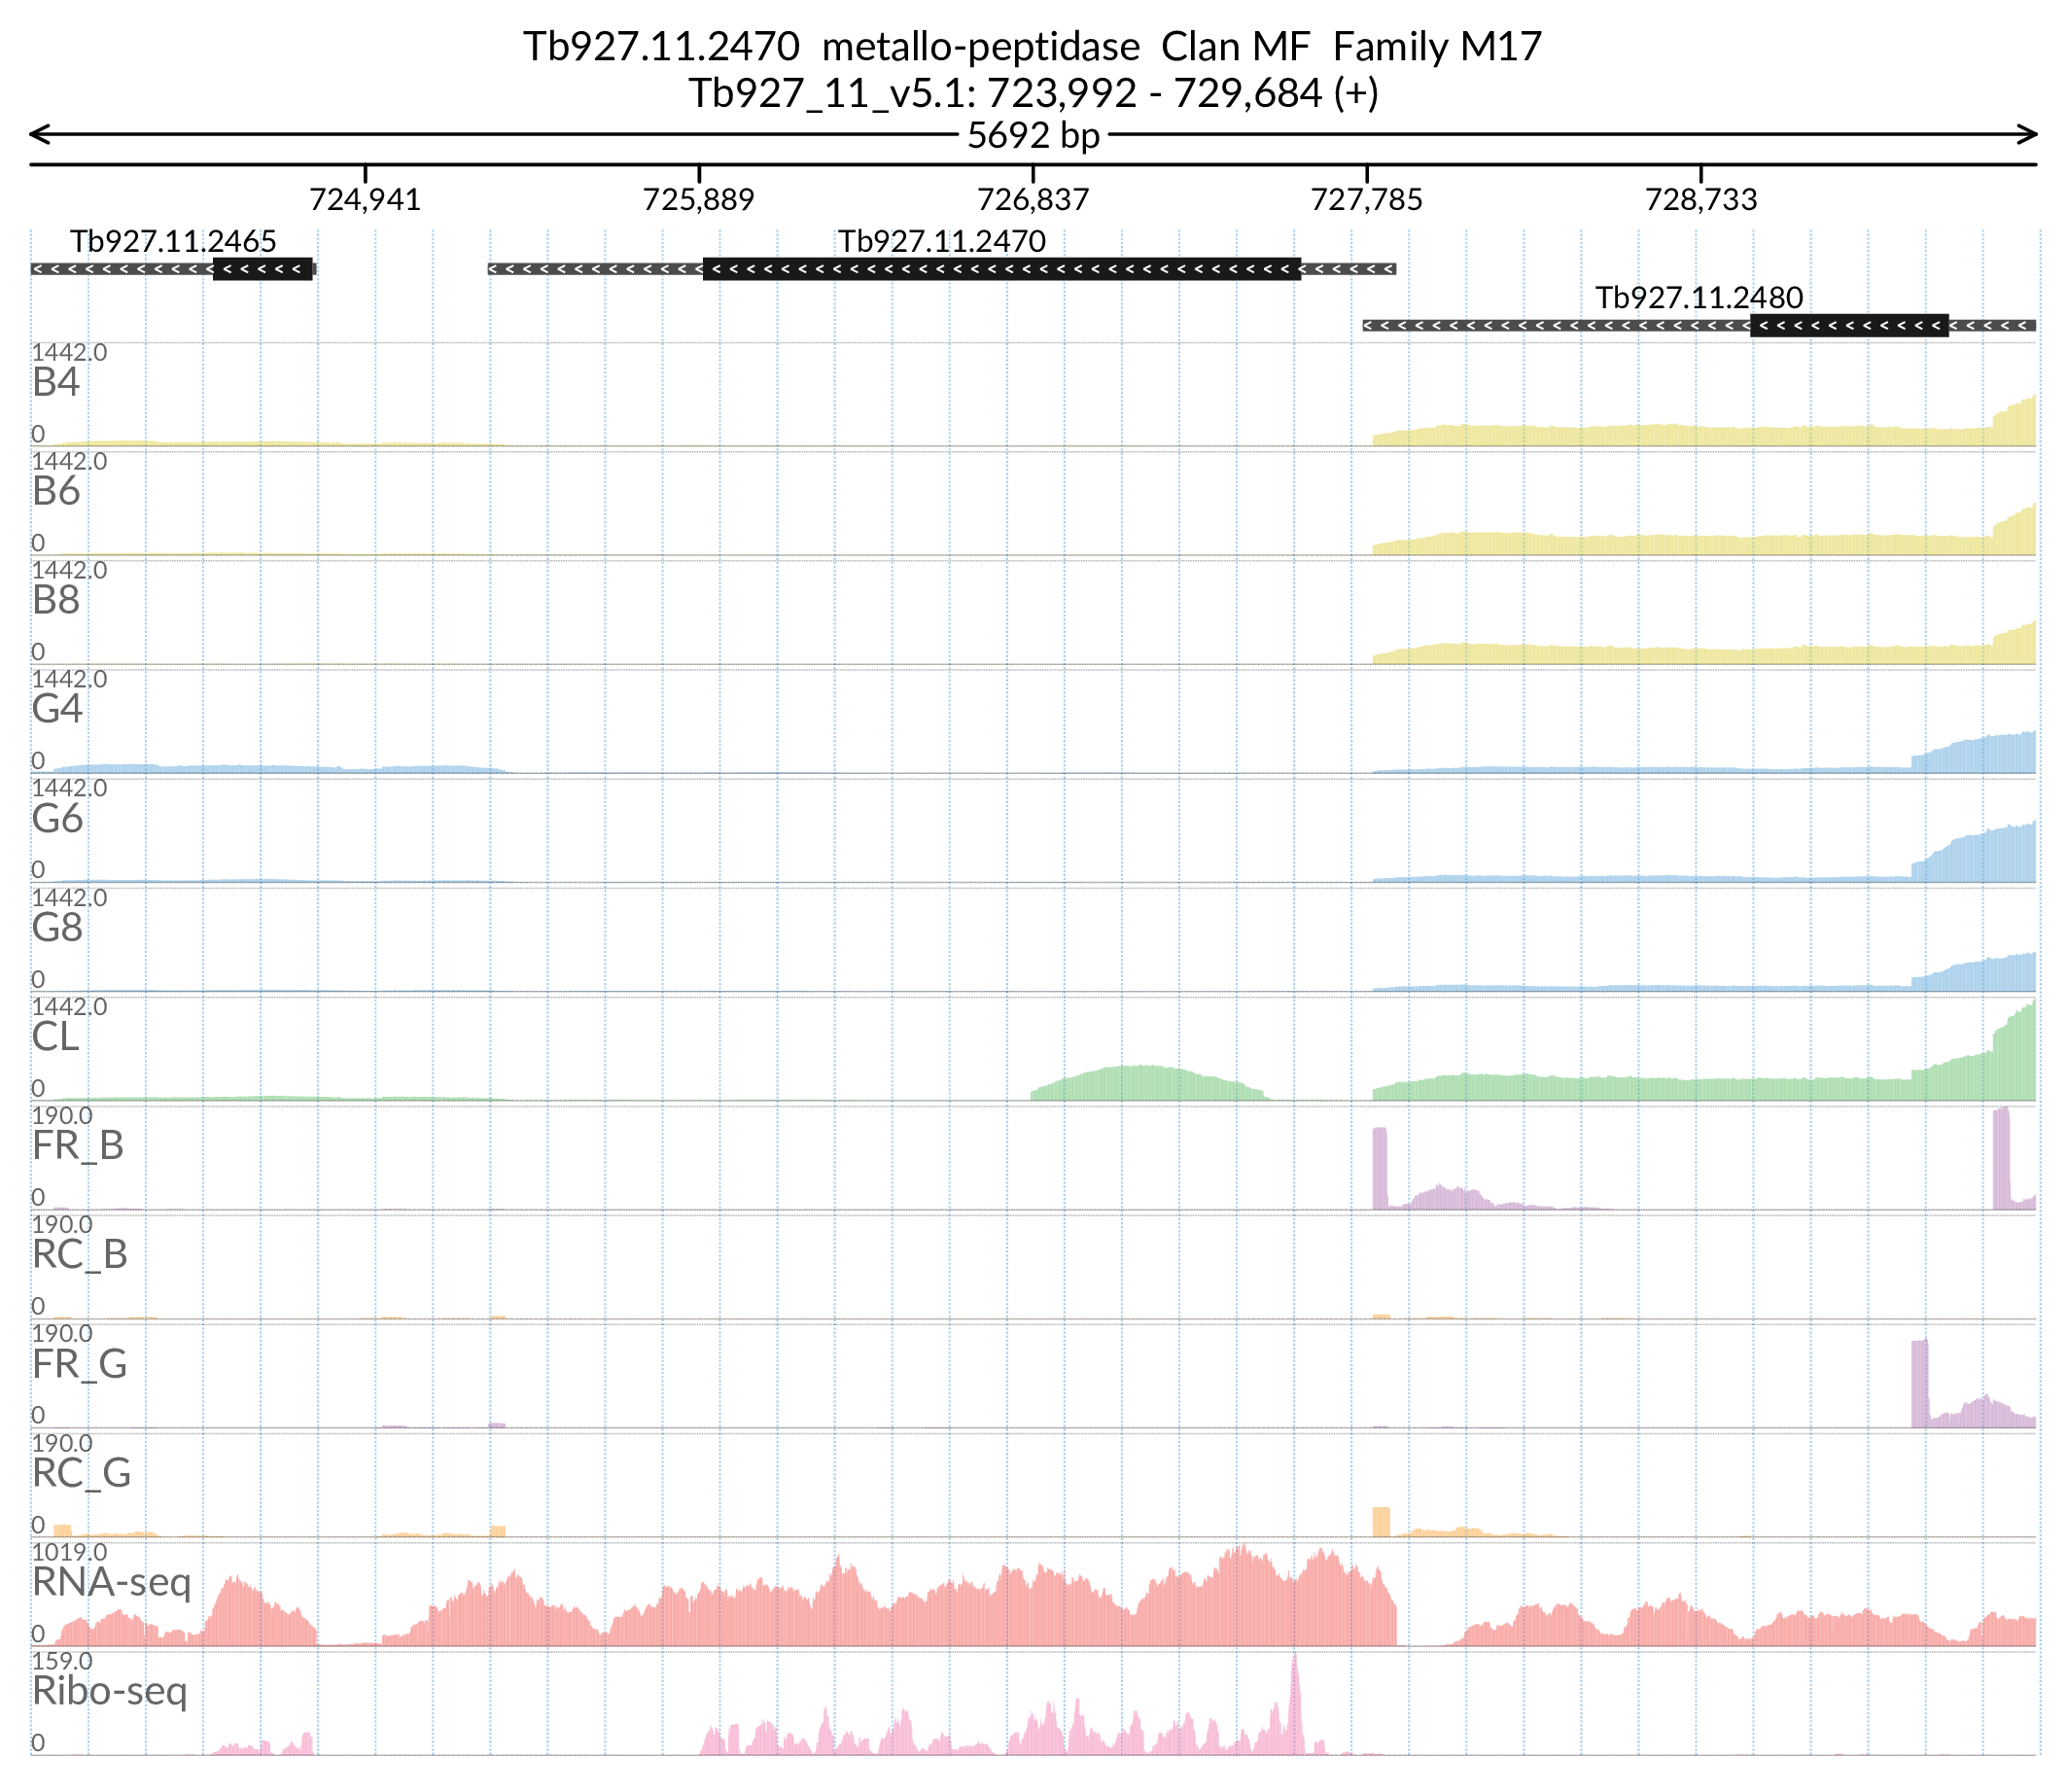 Tb927.11.2470 metallo-peptidase Clan MF Family M17
Tb927_11_v5.1: 723,992 - 729,684 (+)
5692 bp
724,941 725,889 726,837 727,785 728,733
Tb927.11.2465 Tb927.11.2470
Tb927.11.2480
1442.0
B4
0
1442.0
B6
0
1442.0
B8
0
1442.0
G4
0
1442.0
G6
0
1442.0
G8
0
1442.0
CL
0
190.0
FR_B
0
190.0
RC_B
0
190.0
FR_G
0
190.0
RC_G
0
1019.0
RNA-seq
0
159.0
Ribo-seq
0